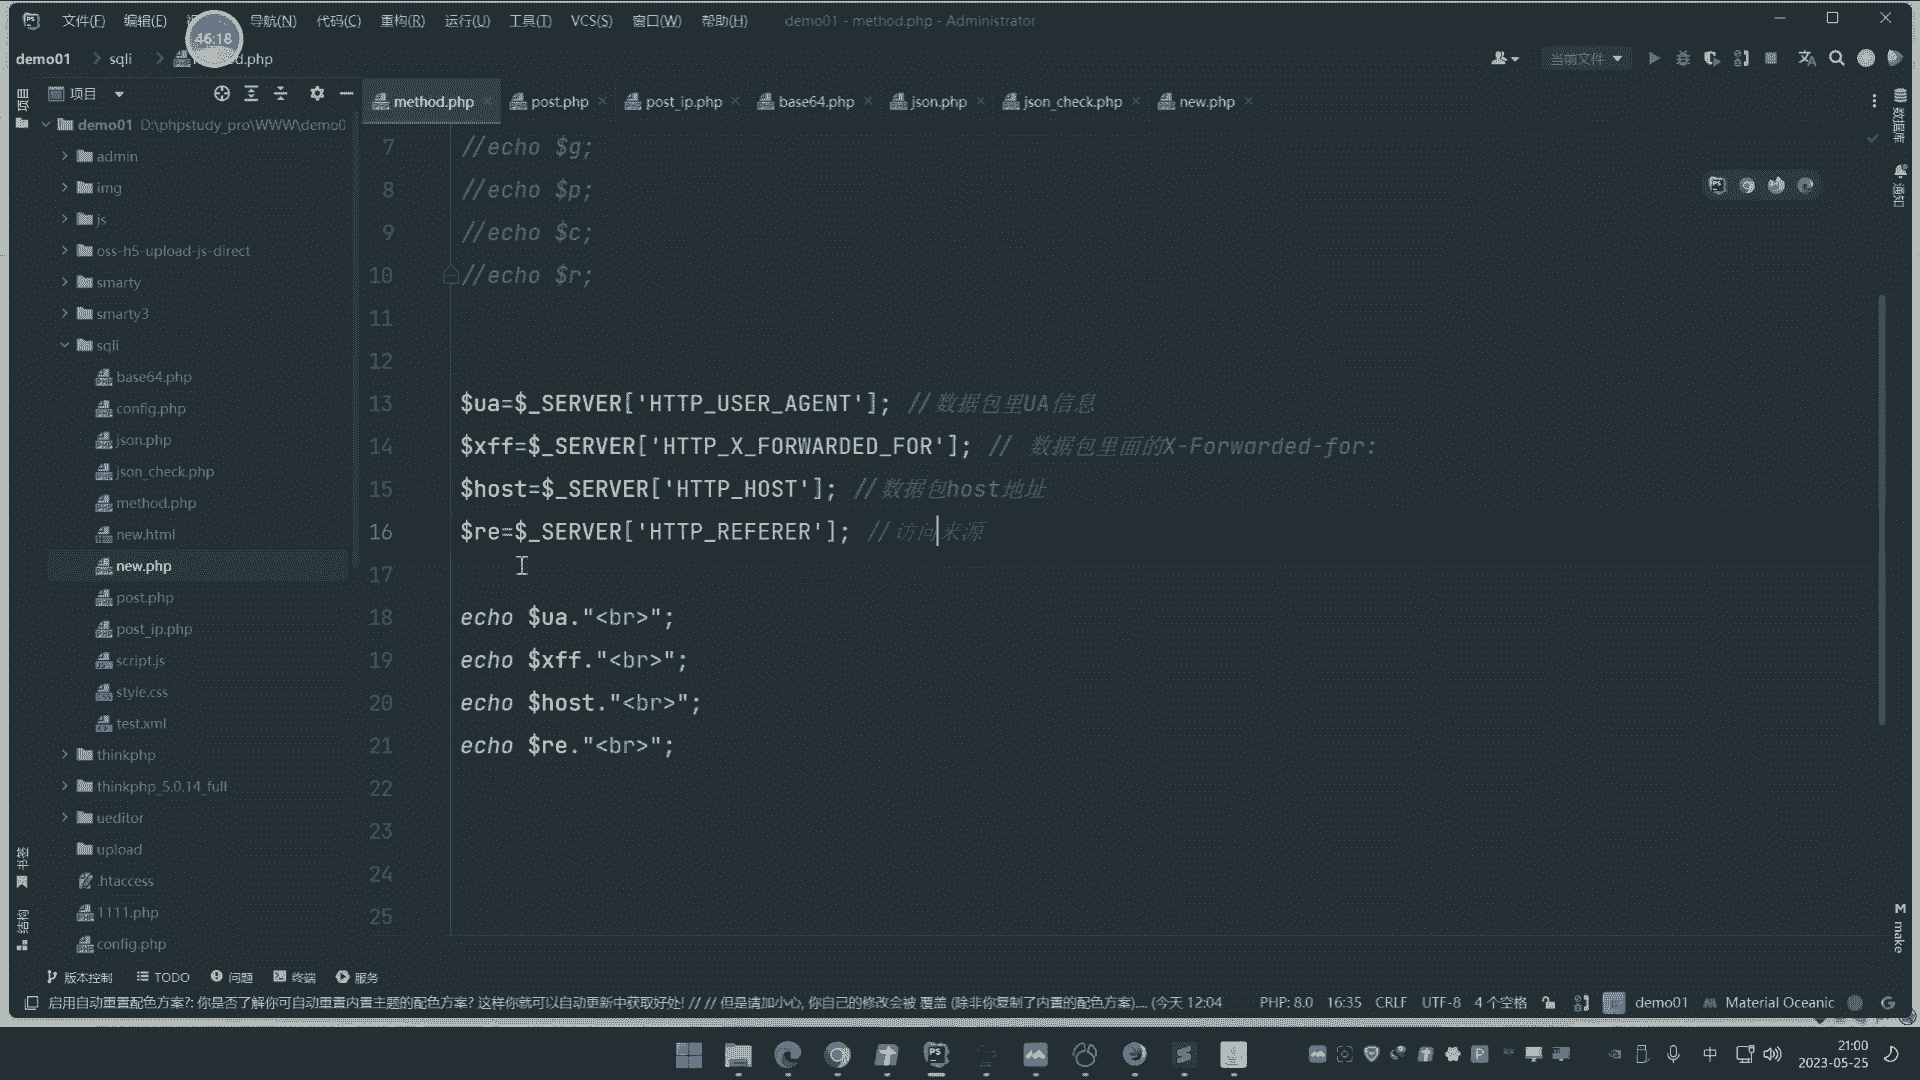 文件(F) 编辑(E) 导航(N) 代码(C) 重构(R) 运行(U) 工具(T) VCS(S) 窗口(W) 帮助(H) demo01 - method.php - Administrator
46:18
demo01 sqli d.php 当前文件
项目 method.php post.php post_ip.php base64.php json.php json_check.php new.php
项目
数据库
通知
demo01 D:\phpstudy_pro\WWW\demo0
admin
img
js
oss-h5-upload-js-direct
smarty
smarty3
sqli
base64.php
config.php
json.php
json_check.php
method.php
new.html
new.php
post.php
post_ip.php
script.js
style.css
test.xml
thinkphp
thinkphp_5.0.14_full
ueditor
upload
.htaccess
1111.php
config.php
书签
结构
7 //echo $g;
8 //echo $p;
9 //echo $c;
10 //echo $r;
11
12
13 $ua=$_SERVER['HTTP_USER_AGENT']; //数据包里UA信息
14 $xff=$_SERVER['HTTP_X_FORWARDED_FOR']; // 数据包里面的X-Forwarded-for:
15 $host=$_SERVER['HTTP_HOST']; //数据包host地址
16 $re=$_SERVER['HTTP_REFERER']; //访问来源
17
18 echo $ua."<br>";
19 echo $xff."<br>";
20 echo $host."<br>";
21 echo $re."<br>";
22
23
24
25
M make
版本控制 TODO 问题 终端 服务
启用自动重置配色方案?: 你是否了解你可自动重置内置主题的配色方案? 这样你就可以自动更新中获取好处! // // 但是请加小心, 你自己的修改会被 覆盖 (除非你复制了内置的配色方案)... (今天 12:04 PHP: 8.0 16:35 CRLF UTF-8 4 个空格 demo01 Material Oceanic
中
21:00
2023-05-25